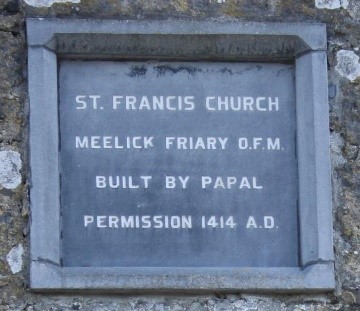 ST. FRANCIS CHURCH
MEELICK FRIARY O.F.M.
BUILT BY PAPAL
PERMISSION 1414 A.D.